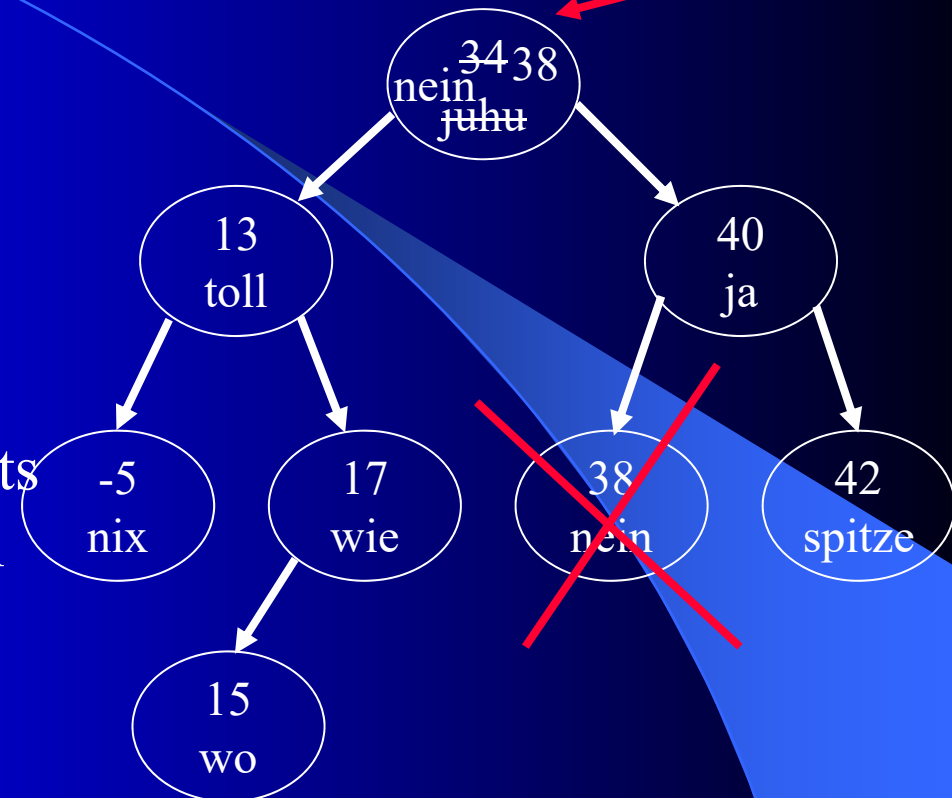 34 38
nein
juhu
13
toll
40
ja
ts
-5
nix
17
wie
38
nein
42
spitze
15
wo